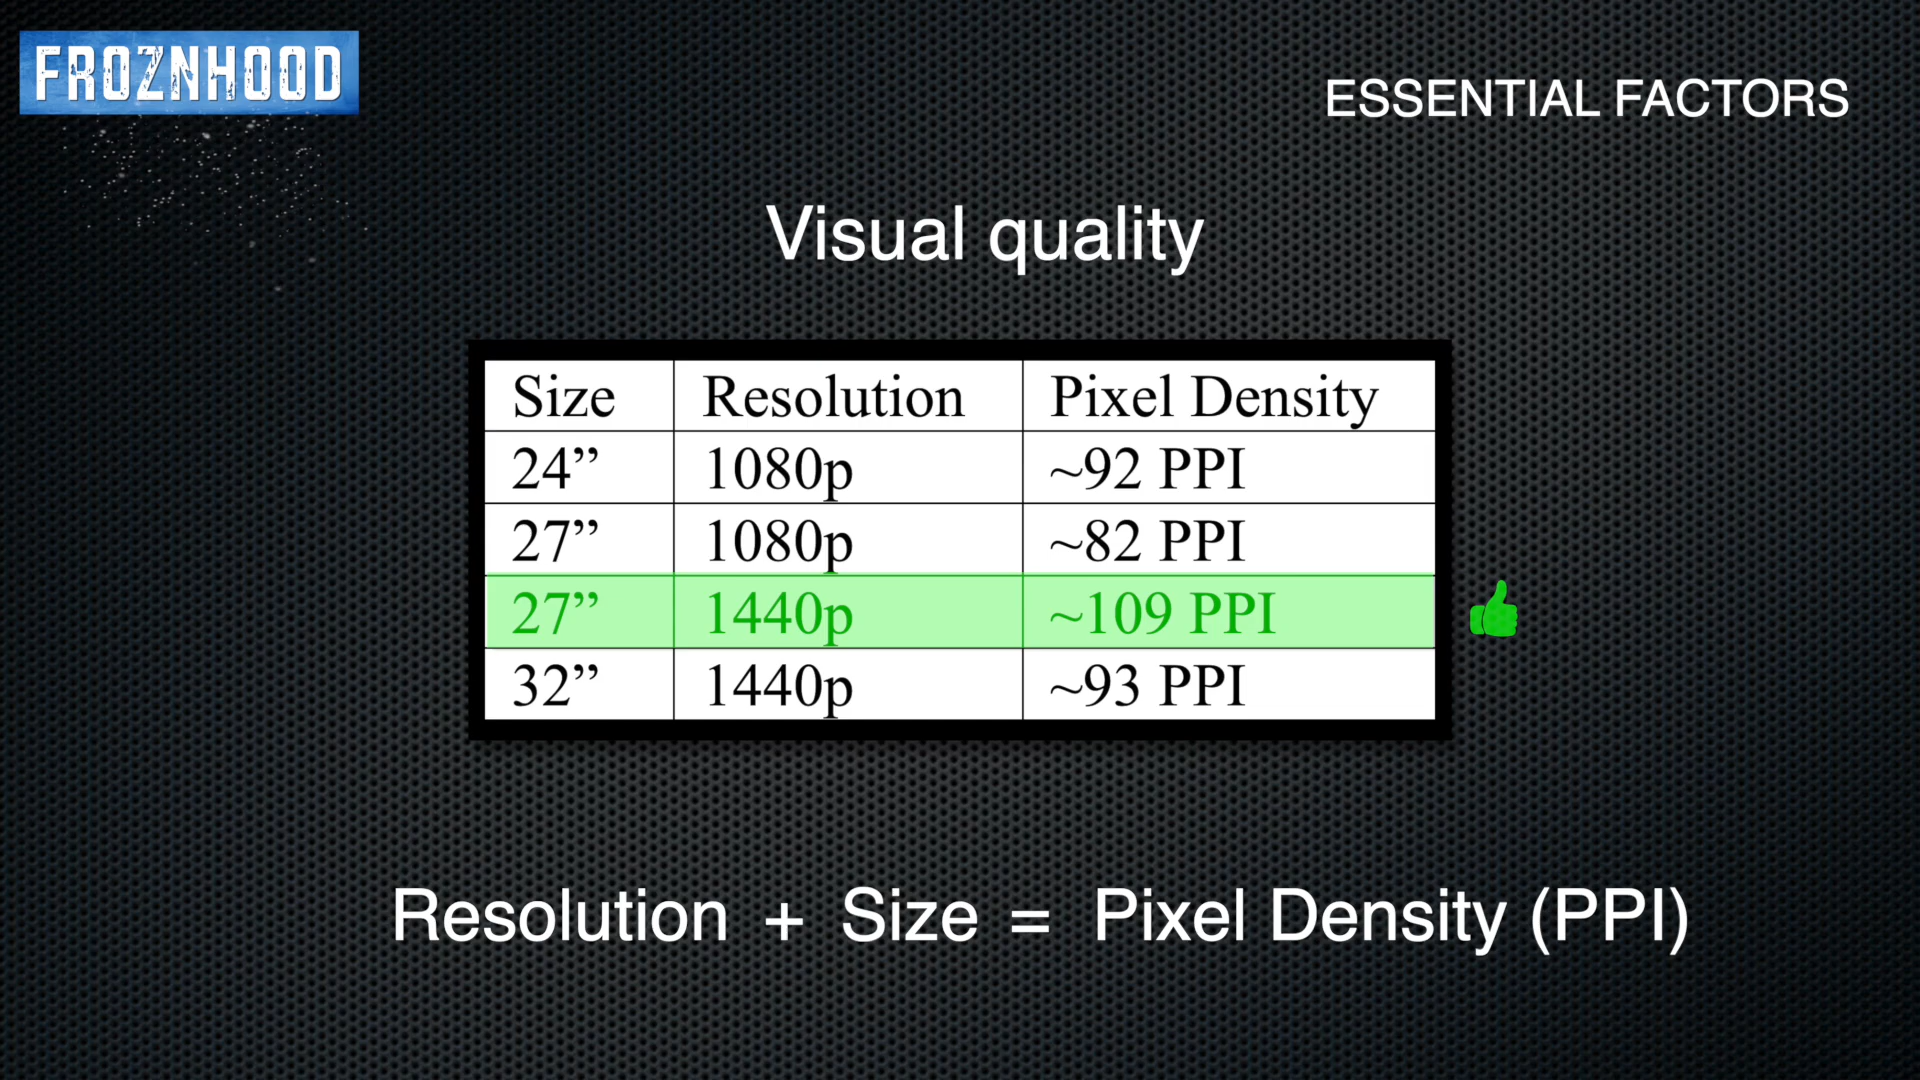 FROZNHOOD
ESSENTIAL FACTORS
Visual quality
Size Resolution Pixel Density
24” 1080p ~92 PPI
27” 1080p ~82 PPI
27” 1440p ~109 PPI
32” 1440p ~93 PPI
Resolution + Size = Pixel Density (PPI)